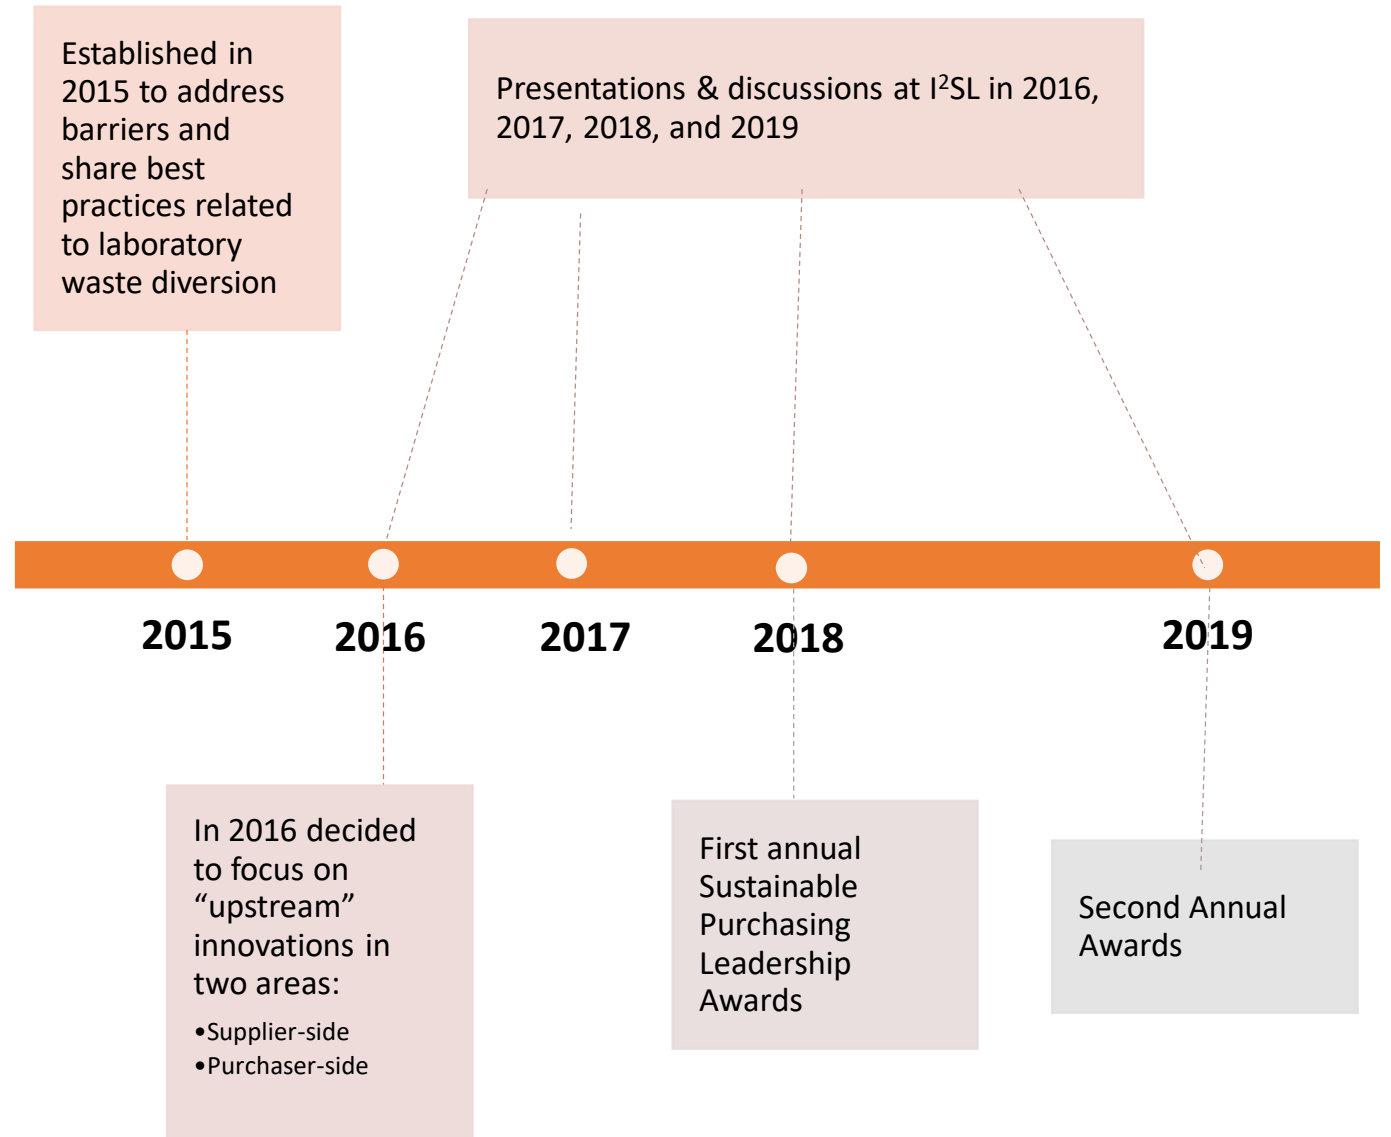 Established in
2015 to address
barriers and
share best
practices related
to laboratory
waste diversion
Presentations & discussions at I²SL in 2016,
2017, 2018, and 2019
2015
2016
2017
2018
2019
In 2016 decided
to focus on
“upstream”
innovations in
two areas:
•Supplier-side
•Purchaser-side
First annual
Sustainable
Purchasing
Leadership
Awards
Second Annual
Awards